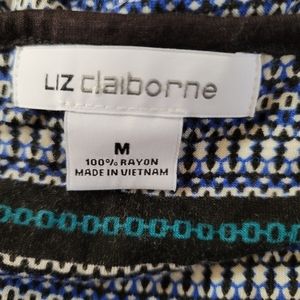 LIZ claiborne
M
100% RAYON
MADE IN VIETNAM